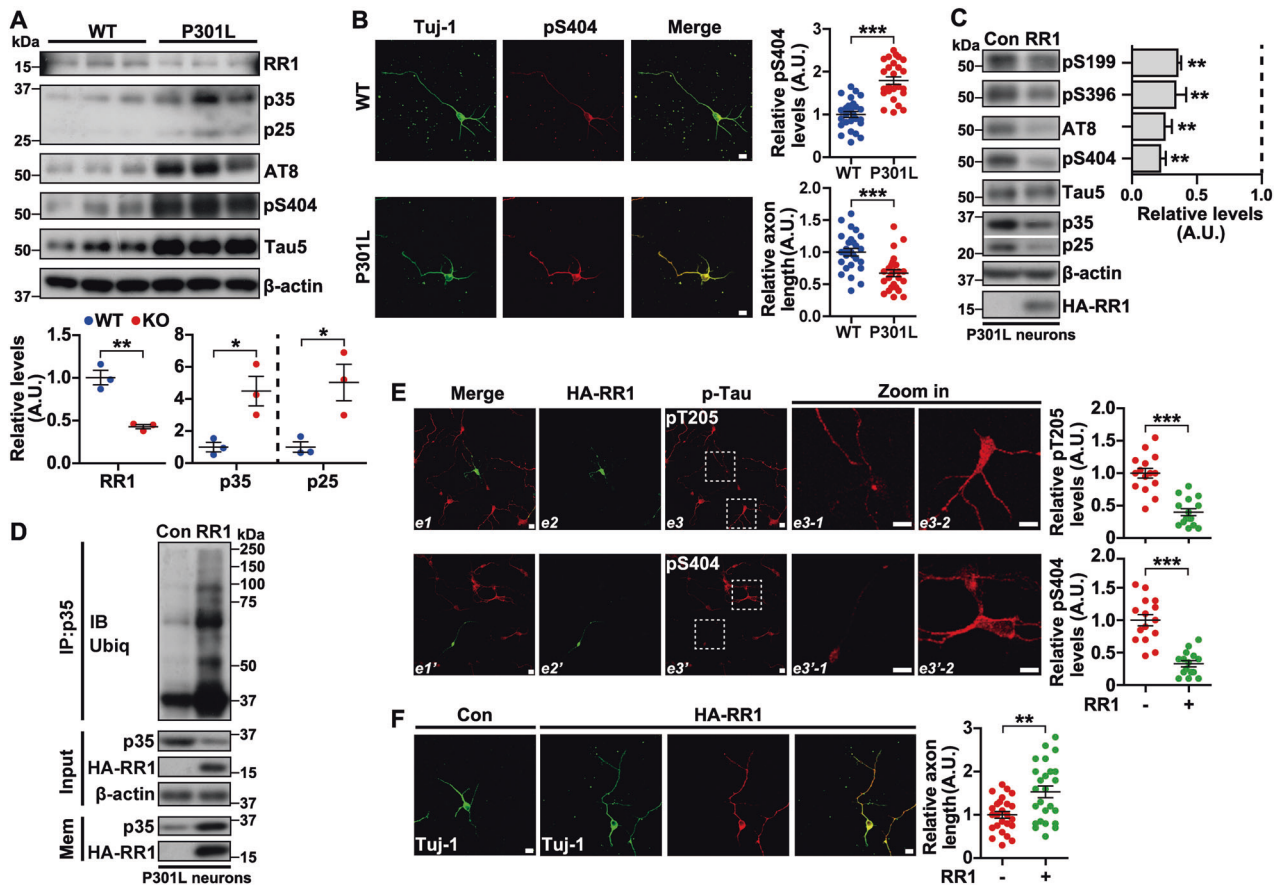 A
kDa
WT P301L
15 RR1
37 p35
25 p25
50 AT8
50 pS404
50 Tau5
37 β-actin
WT KO
Relative levels
(A.U.)
1.5
1.0
0.5
0.0
**
RR1
8
6
4
2
0
* *
p35 p25
B
Tuj-1 pS404 Merge
WT
P301L
Relative pS404
levels (A.U.)
3
2
1
0
***
WT P301L
Relative axon
length (A.U.)
2.0
1.5
1.0
0.5
0.0
***
WT P301L
C
kDa Con RR1
50 pS199
50 pS396
50 AT8
50 pS404
50 Tau5
37 p35
20 p25
37 β-actin
15 HA-RR1
P301L neurons
**
**
**
**
0.0 0.5 1.0
Relative levels
(A.U.)
D
Con RR1 kDa
IP:p35
IB
Ubiq
250
150
100
75
50
37
Input
p35 37
HA-RR1 15
β-actin 37
Mem
p35 37
HA-RR1 15
P301L neurons
E
Merge HA-RR1 p-Tau Zoom in
pT205
e1 e2 e3 e3-1 e3-2
pS404
e1' e2' e3' e3'-1 e3'-2
Relative pT205
levels (A.U.)
2.0
1.5
1.0
0.5
0
***
Relative pS404
levels (A.U.)
2.0
1.5
1.0
0.5
0
***
RR1 - +
F
Con HA-RR1
Tuj-1 Tuj-1
Relative axon
length (A.U.)
3
2
1
0
**
RR1 - +